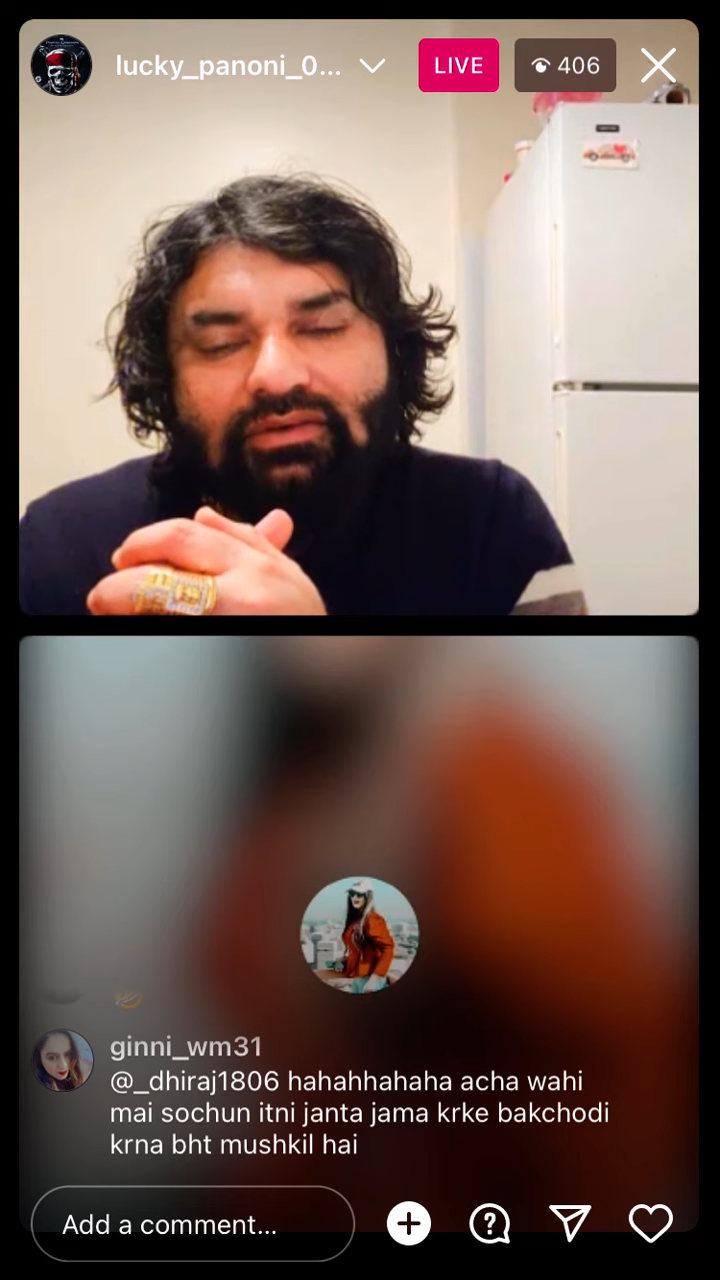 lucky_panoni_0...
LIVE
406
ginni_wm31
@_dhiraj1806 hahahhahaha acha wahi
mai sochun itni janta jama krke bakchodi
krna bht mushkil hai
Add a comment...